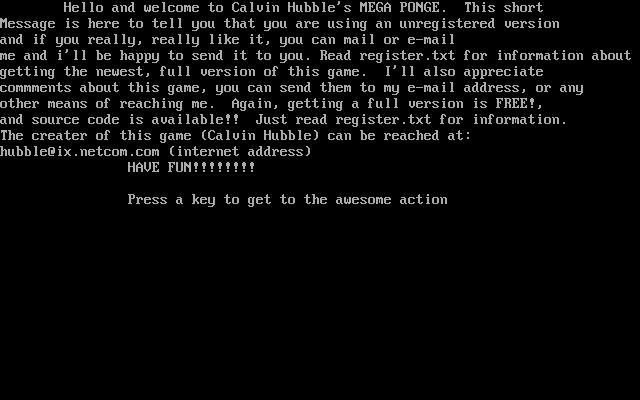 Hello and welcome to Calvin Hubble's MEGA PONGE.  This short
Message is here to tell you that you are using an unregistered version
and if you really, really like it, you can mail or e-mail
me and i'll be happy to send it to you. Read register.txt for information about
getting the newest, full version of this game.  I'll also appreciate
commments about this game, you can send them to my e-mail address, or any
other means of reaching me.  Again, getting a full version is FREE!,
and source code is available!!  Just read register.txt for information.
The creater of this game (Calvin Hubble) can be reached at:
hubble@ix.netcom.com (internet address)
HAVE FUN!!!!!!!!
Press a key to get to the awesome action